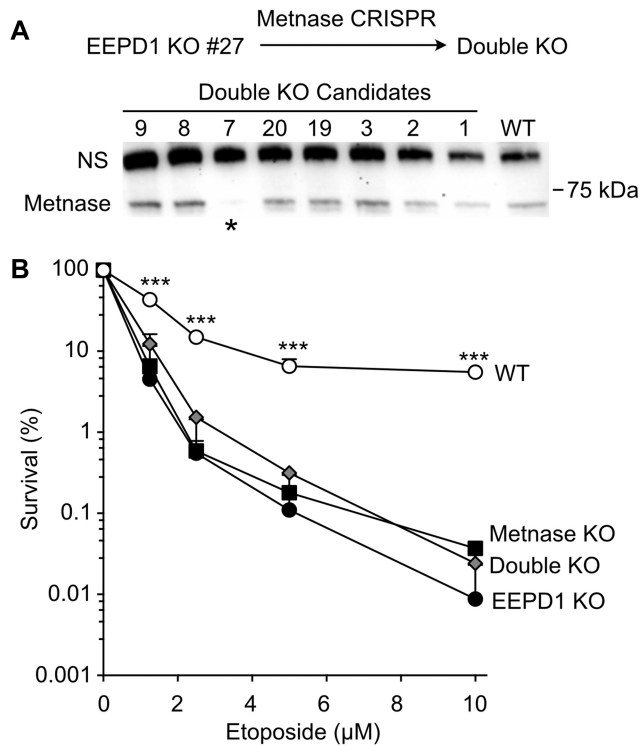 A
Metnase CRISPR
EEPD1 KO #27
Double KO
Double KO Candidates
9 8 7 20 19 3 2 1 WT
NS
–75 kDa
Metnase
*
B
100
10
1
0.1
0.01
0.001
Survival (%)
***
***
***
***
WT
Metnase KO
Double KO
EEPD1 KO
0 2 4 6 8 10
Etoposide (μM)